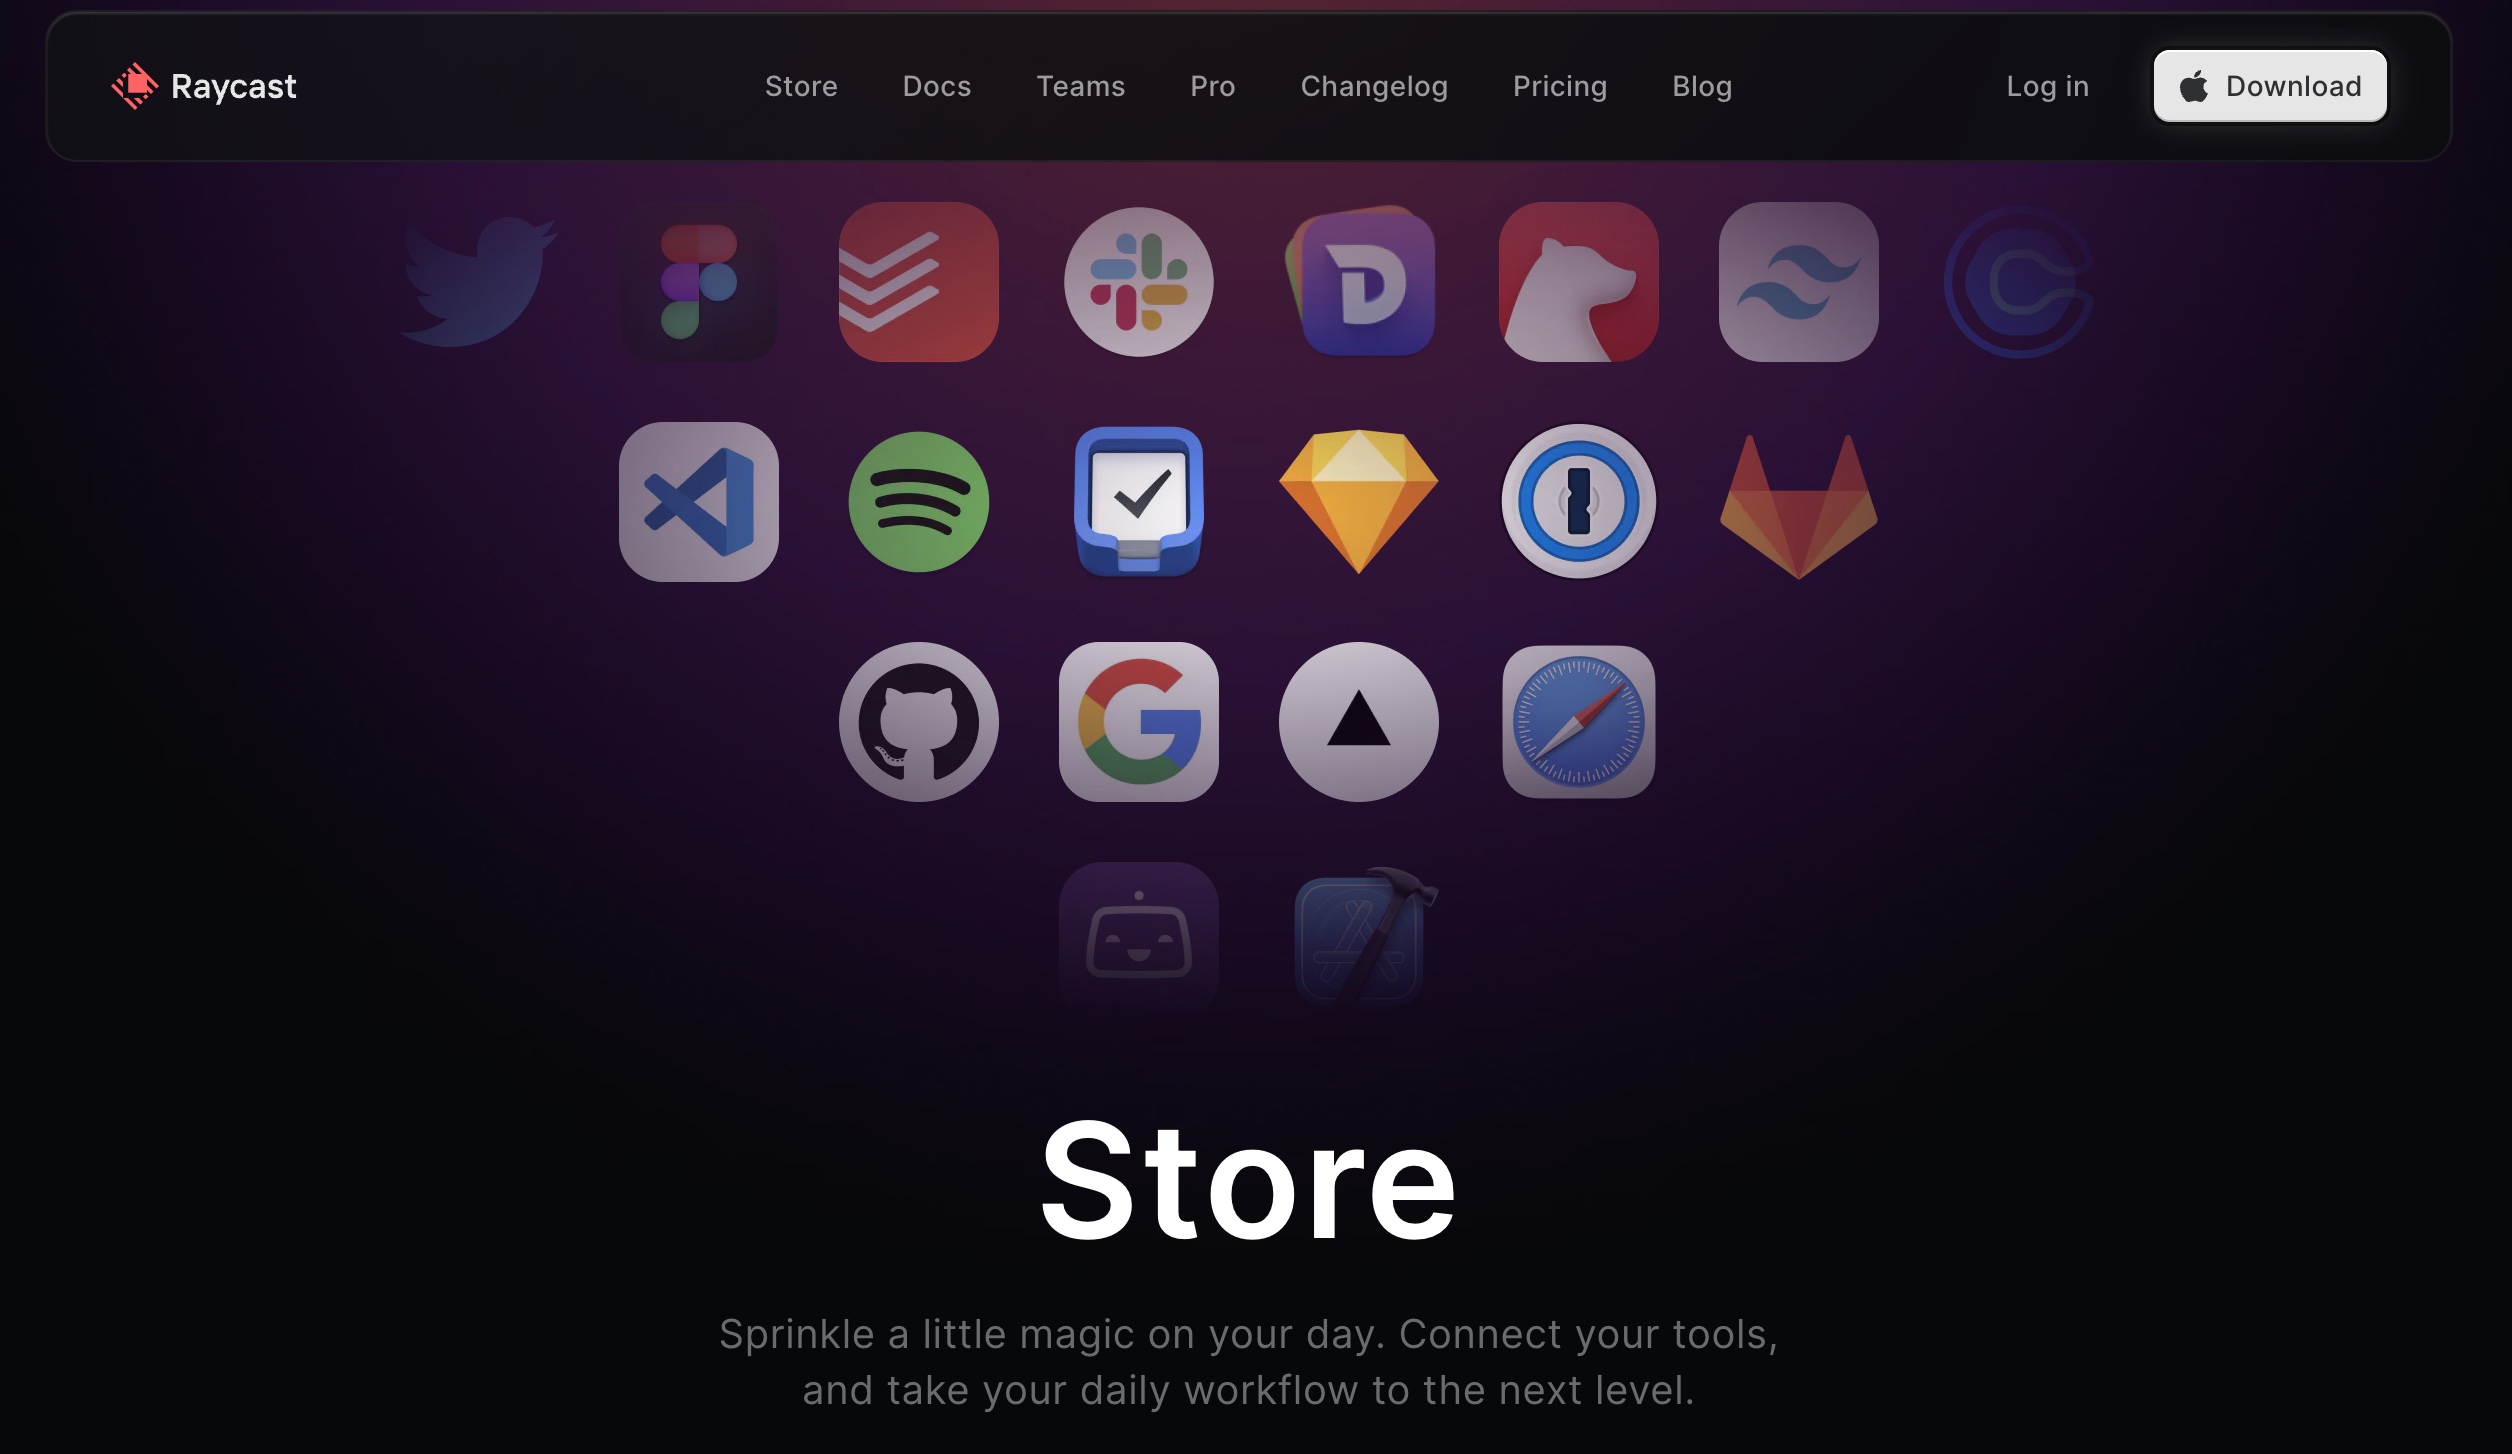 Raycast
Store
Docs
Teams
Pro
Changelog
Pricing
Blog
Log in
Download
Store
Sprinkle a little magic on your day. Connect your tools,
and take your daily workflow to the next level.